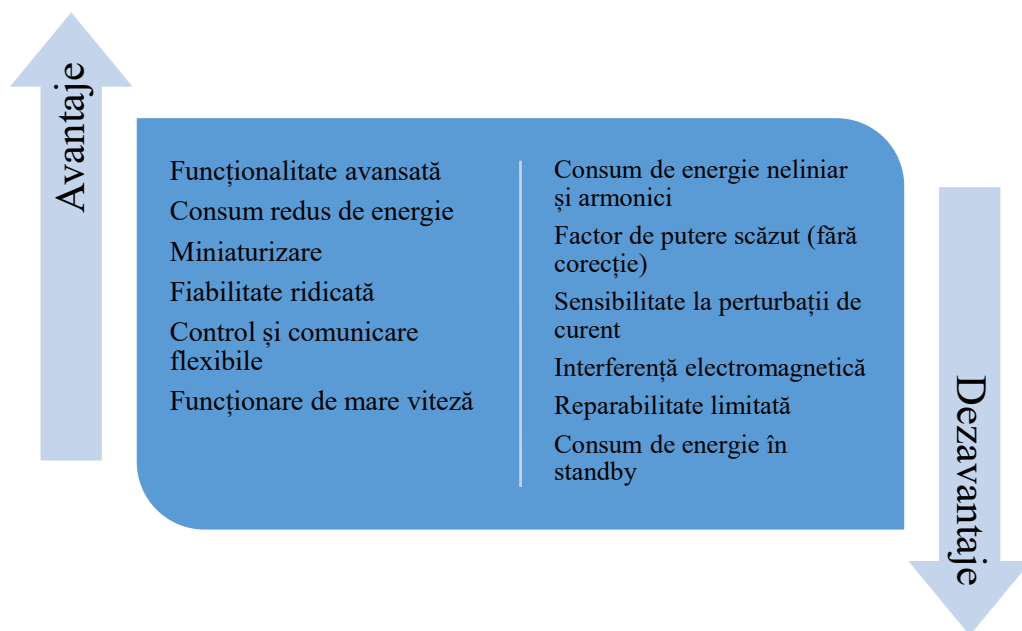 Avantaje
Funcționalitate avansată
Consum redus de energie
Miniaturizare
Fiabilitate ridicată
Control și comunicare
flexibile
Funcționare de mare viteză
Consum de energie neliniar
și armonici
Factor de putere scăzut (fără
corecție)
Sensibilitate la perturbații de
curent
Interferență electromagnetică
Reparabilitate limitată
Consum de energie în
standby
Dezavantaje